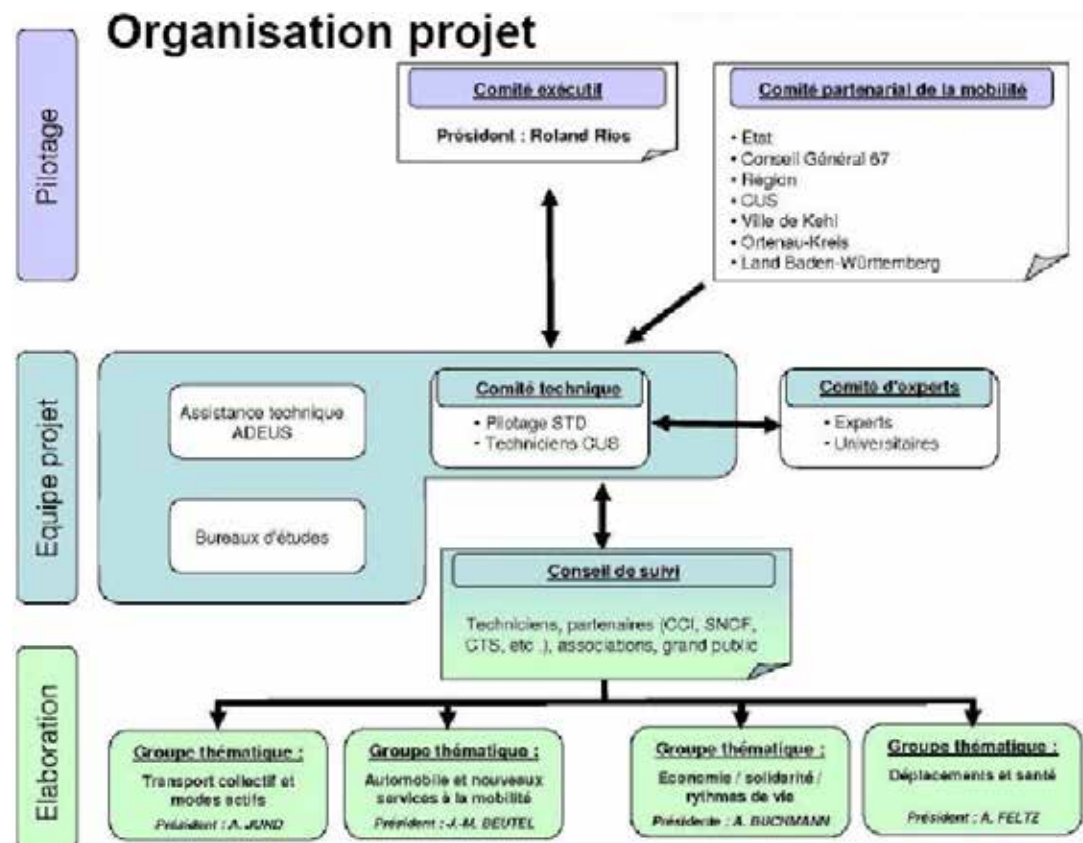 Organisation projet
Pilotage
Comité exécutif
Président : Roland Ries
Comité partenarial de la mobilité
• Etat
• Conseil Général 67
• Région
• CUS
• Ville de Kehl
• Ortenau-Kreis
• Land Baden-Württemberg
Equipe projet
Assistance technique
ADEUS
Bureaux d'études
Comité technique
• Pilotage STD
• Techniciens CUS
Comité d'experts
• Experts
• Universitaires
Conseil de suivi
Techniciens, partenaires (CCI, SNCF,
CTS, etc.), associations, grand public
Elaboration
Groupe thématique :
Transport collectif et
modes actifs
Président : A. JUND
Groupe thématique :
Automobile et nouveaux
services à la mobilité
Président : J.-M. BEUTEL
Groupe thématique :
Economie / solidarité /
rythmes de vie
Présidente : A. BUCHMANN
Groupe thématique :
Déplacements et santé
Président : A. FELTZ